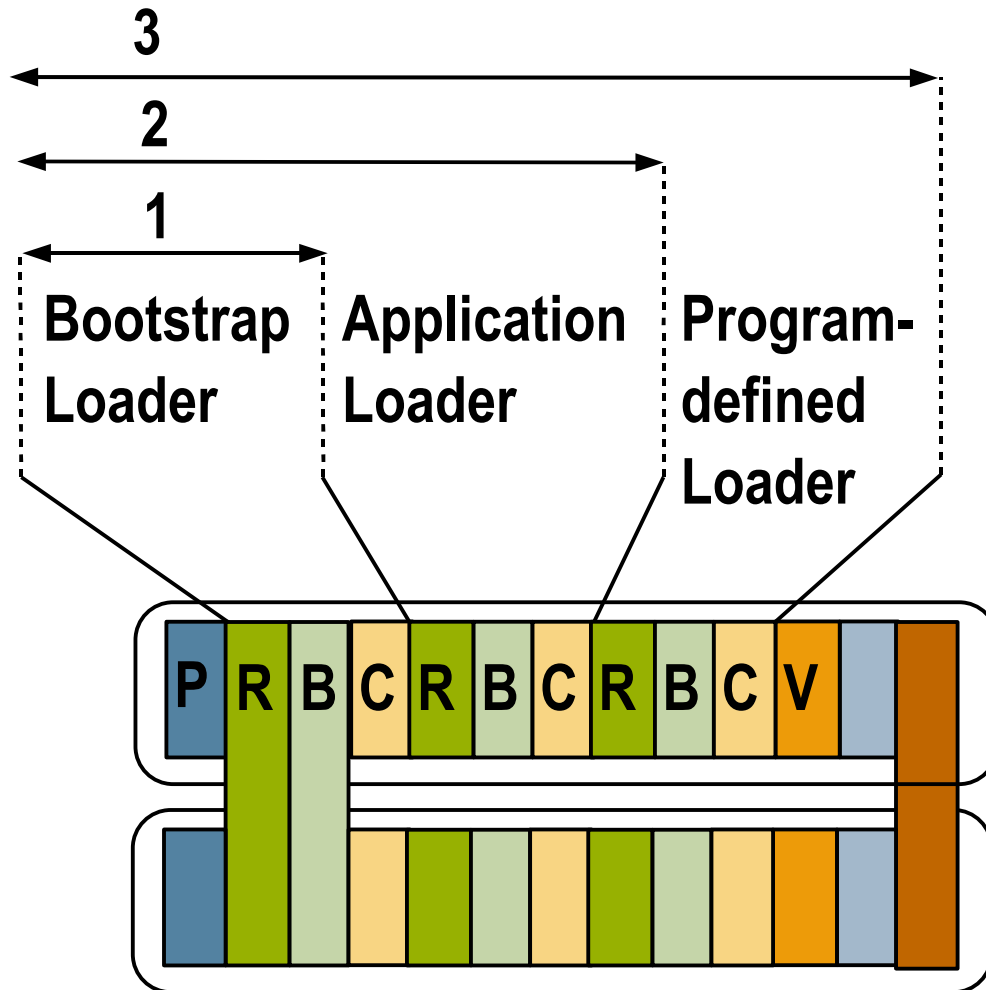 3
2
1
Bootstrap
Loader
Application
Loader
Program-
defined
Loader
P R B C R B C R B C V